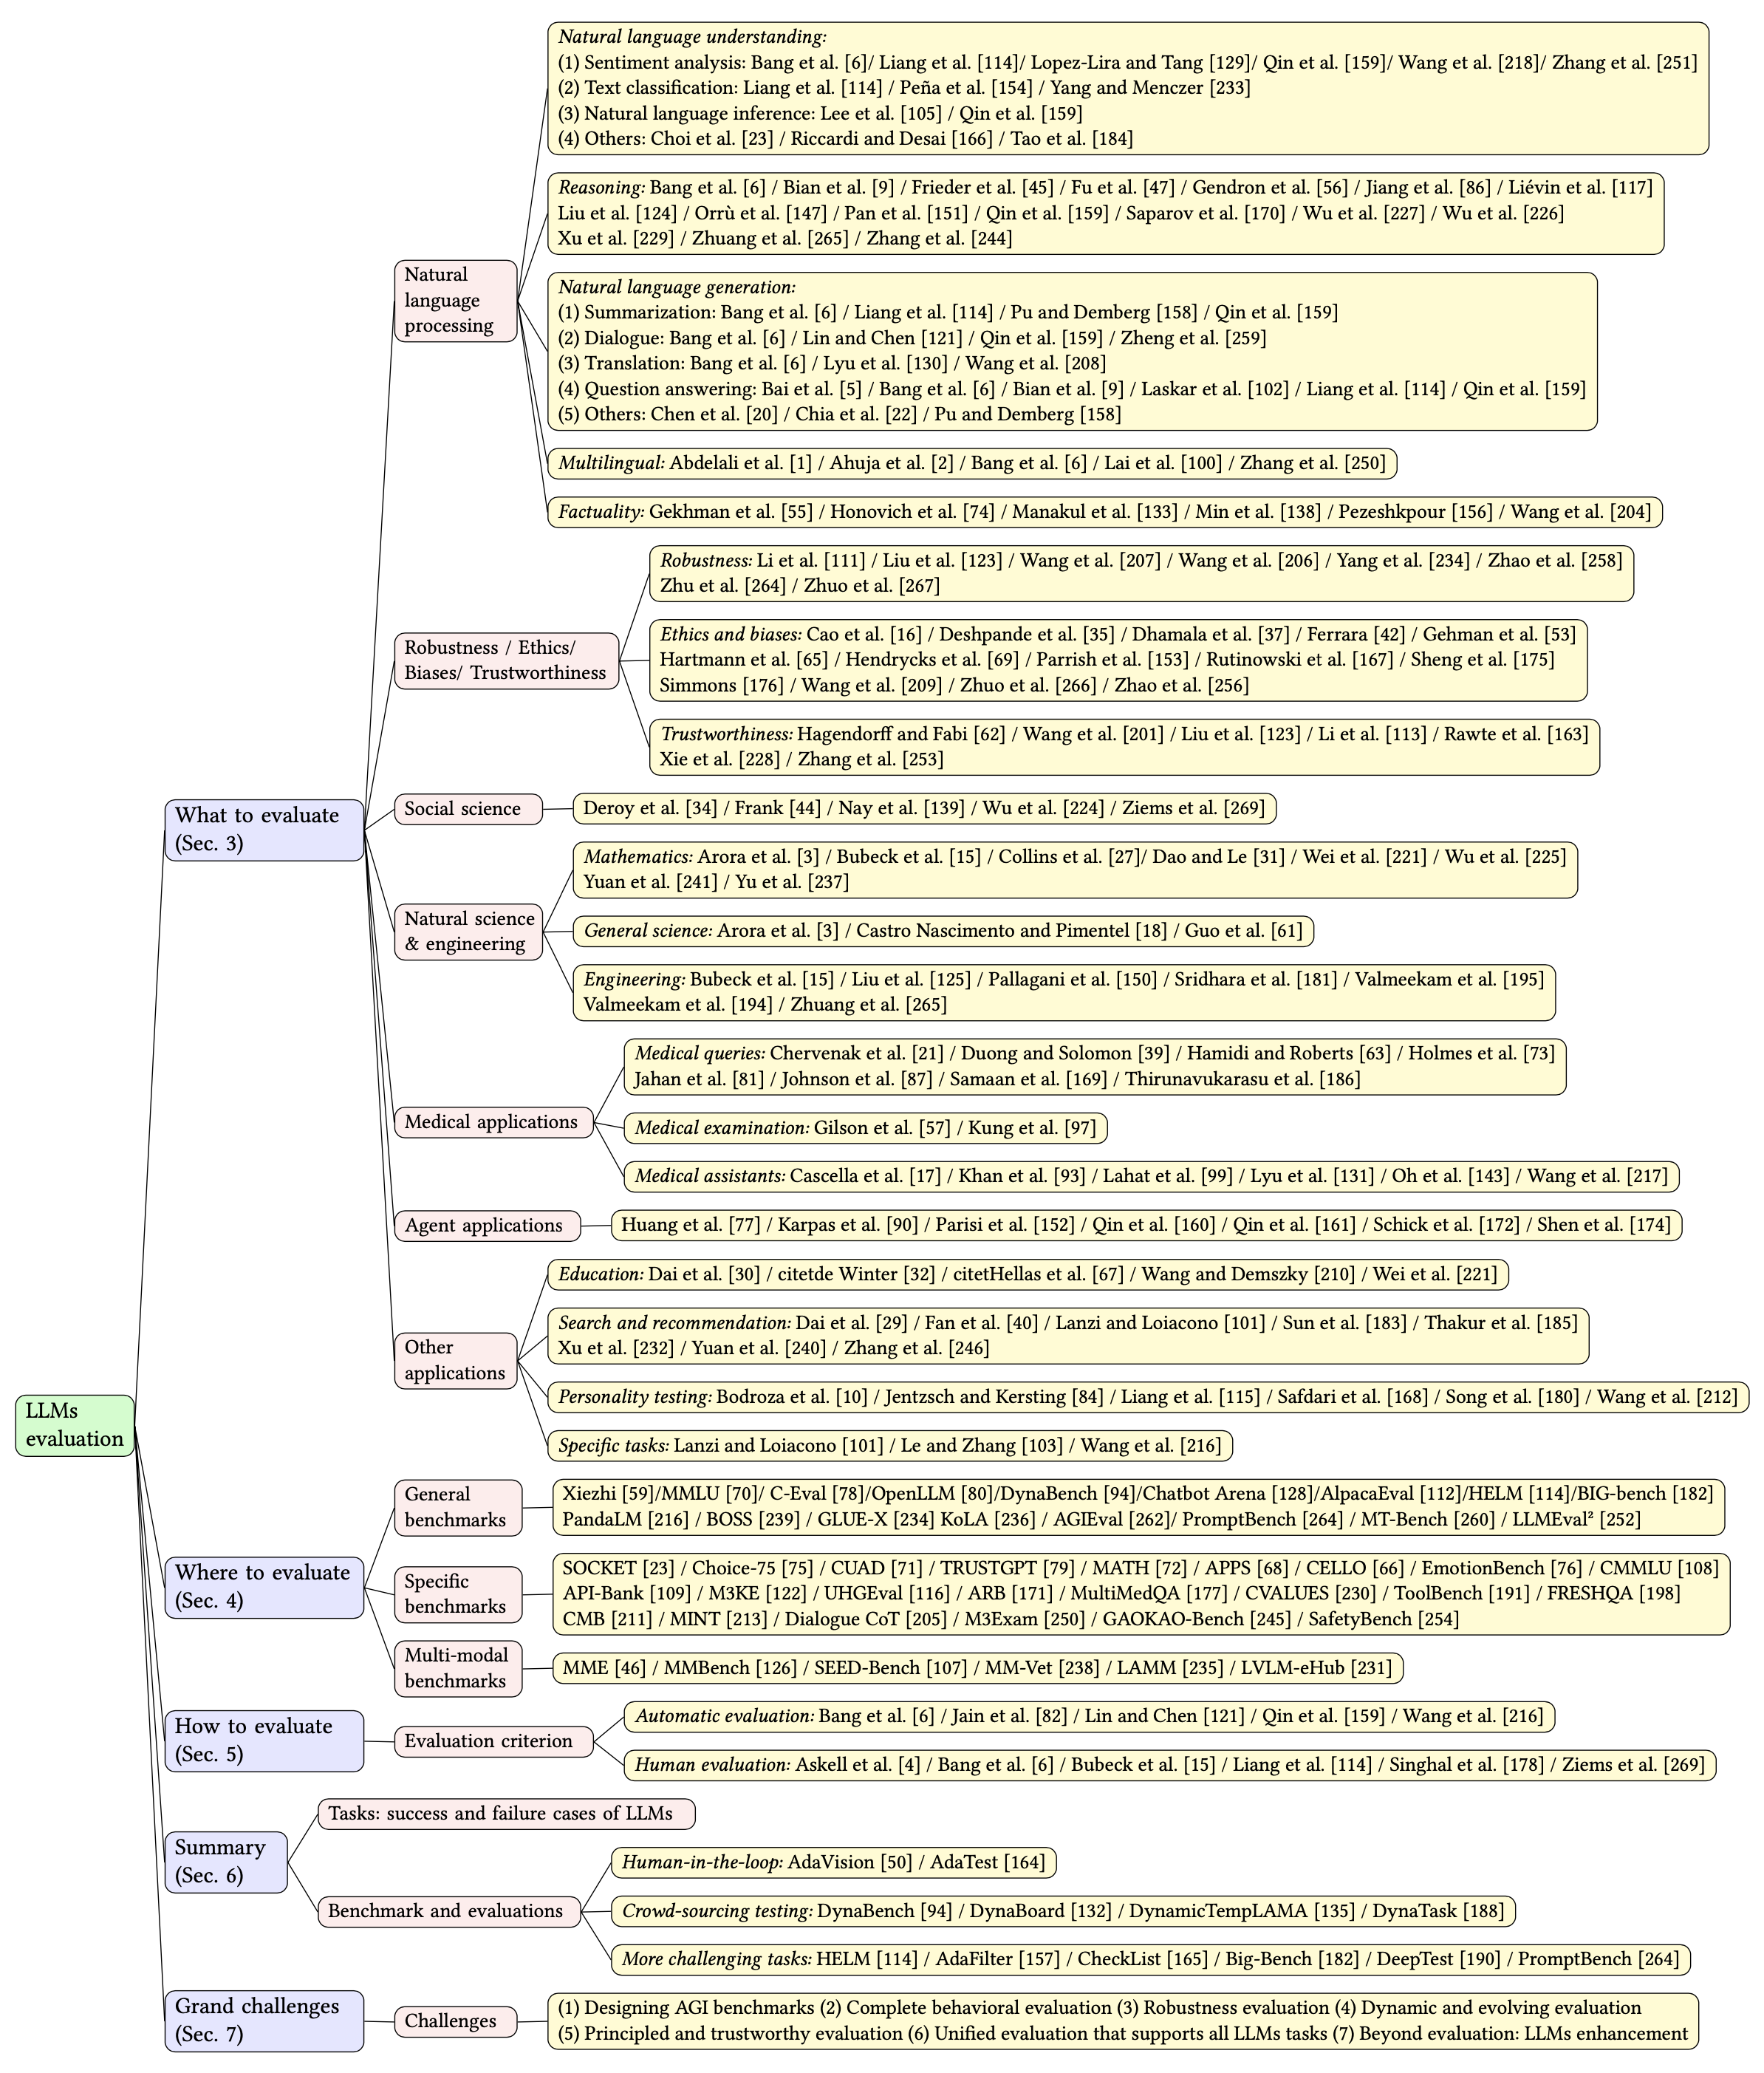 Natural language understanding:
(1) Sentiment analysis: Bang et al. [6]/ Liang et al. [114]/ Lopez-Lira and Tang [129]/ Qin et al. [159]/ Wang et al. [218]/ Zhang et al. [251]
(2) Text classification: Liang et al. [114] / Peña et al. [154] / Yang and Menczer [233]
(3) Natural language inference: Lee et al. [105] / Qin et al. [159]
(4) Others: Choi et al. [23] / Riccardi and Desai [166] / Tao et al. [184]
Reasoning: Bang et al. [6] / Bian et al. [9] / Frieder et al. [45] / Fu et al. [47] / Gendron et al. [56] / Jiang et al. [86] / Liévin et al. [117]
Liu et al. [124] / Orrù et al. [147] / Pan et al. [151] / Qin et al. [159] / Saparov et al. [170] / Wu et al. [227] / Wu et al. [226]
Xu et al. [229] / Zhuang et al. [265] / Zhang et al. [244]
Natural
language
processing
Natural language generation:
(1) Summarization: Bang et al. [6] / Liang et al. [114] / Pu and Demberg [158] / Qin et al. [159]
(2) Dialogue: Bang et al. [6] / Lin and Chen [121] / Qin et al. [159] / Zheng et al. [259]
(3) Translation: Bang et al. [6] / Lyu et al. [130] / Wang et al. [208]
(4) Question answering: Bai et al. [5] / Bang et al. [6] / Bian et al. [9] / Laskar et al. [102] / Liang et al. [114] / Qin et al. [159]
(5) Others: Chen et al. [20] / Chia et al. [22] / Pu and Demberg [158]
Multilingual: Abdelali et al. [1] / Ahuja et al. [2] / Bang et al. [6] / Lai et al. [100] / Zhang et al. [250]
Factuality: Gekhman et al. [55] / Honovich et al. [74] / Manakul et al. [133] / Min et al. [138] / Pezeshkpour [156] / Wang et al. [204]
Robustness: Li et al. [111] / Liu et al. [123] / Wang et al. [207] / Wang et al. [206] / Yang et al. [234] / Zhao et al. [258]
Zhu et al. [264] / Zhuo et al. [267]
Robustness / Ethics/
Biases/ Trustworthiness
Ethics and biases: Cao et al. [16] / Deshpande et al. [35] / Dhamala et al. [37] / Ferrara [42] / Gehman et al. [53]
Hartmann et al. [65] / Hendrycks et al. [69] / Parrish et al. [153] / Rutinowski et al. [167] / Sheng et al. [175]
Simmons [176] / Wang et al. [209] / Zhuo et al. [266] / Zhao et al. [256]
Trustworthiness: Hagendorff and Fabi [62] / Wang et al. [201] / Liu et al. [123] / Li et al. [113] / Rawte et al. [163]
Xie et al. [228] / Zhang et al. [253]
What to evaluate
(Sec. 3)
Social science
Deroy et al. [34] / Frank [44] / Nay et al. [139] / Wu et al. [224] / Ziems et al. [269]
Mathematics: Arora et al. [3] / Bubeck et al. [15] / Collins et al. [27]/ Dao and Le [31] / Wei et al. [221] / Wu et al. [225]
Yuan et al. [241] / Yu et al. [237]
Natural science
& engineering
General science: Arora et al. [3] / Castro Nascimento and Pimentel [18] / Guo et al. [61]
Engineering: Bubeck et al. [15] / Liu et al. [125] / Pallagani et al. [150] / Sridhara et al. [181] / Valmeekam et al. [195]
Valmeekam et al. [194] / Zhuang et al. [265]
Medical queries: Chervenak et al. [21] / Duong and Solomon [39] / Hamidi and Roberts [63] / Holmes et al. [73]
Jahan et al. [81] / Johnson et al. [87] / Samaan et al. [169] / Thirunavukarasu et al. [186]
Medical applications
Medical examination: Gilson et al. [57] / Kung et al. [97]
Medical assistants: Cascella et al. [17] / Khan et al. [93] / Lahat et al. [99] / Lyu et al. [131] / Oh et al. [143] / Wang et al. [217]
Agent applications
Huang et al. [77] / Karpas et al. [90] / Parisi et al. [152] / Qin et al. [160] / Qin et al. [161] / Schick et al. [172] / Shen et al. [174]
Education: Dai et al. [30] / citetde Winter [32] / citetHellas et al. [67] / Wang and Demszky [210] / Wei et al. [221]
Search and recommendation: Dai et al. [29] / Fan et al. [40] / Lanzi and Loiacono [101] / Sun et al. [183] / Thakur et al. [185]
Xu et al. [232] / Yuan et al. [240] / Zhang et al. [246]
Other
applications
Personality testing: Bodroza et al. [10] / Jentzsch and Kersting [84] / Liang et al. [115] / Safdari et al. [168] / Song et al. [180] / Wang et al. [212]
Specific tasks: Lanzi and Loiacono [101] / Le and Zhang [103] / Wang et al. [216]
LLMs
evaluation
General
benchmarks
Xiezhi [59]/MMLU [70]/ C-Eval [78]/OpenLLM [80]/DynaBench [94]/Chatbot Arena [128]/AlpacaEval [112]/HELM [114]/BIG-bench [182]
PandaLM [216] / BOSS [239] / GLUE-X [234] KoLA [236] / AGIEval [262]/ PromptBench [264] / MT-Bench [260] / LLMEval² [252]
Where to evaluate
(Sec. 4)
Specific
benchmarks
SOCKET [23] / Choice-75 [75] / CUAD [71] / TRUSTGPT [79] / MATH [72] / APPS [68] / CELLO [66] / EmotionBench [76] / CMMLU [108]
API-Bank [109] / M3KE [122] / UHGEval [116] / ARB [171] / MultiMedQA [177] / CVALUES [230] / ToolBench [191] / FRESHQA [198]
CMB [211] / MINT [213] / Dialogue CoT [205] / M3Exam [250] / GAOKAO-Bench [245] / SafetyBench [254]
Multi-modal
benchmarks
MME [46] / MMBench [126] / SEED-Bench [107] / MM-Vet [238] / LAMM [235] / LVLM-eHub [231]
How to evaluate
(Sec. 5)
Evaluation criterion
Automatic evaluation: Bang et al. [6] / Jain et al. [82] / Lin and Chen [121] / Qin et al. [159] / Wang et al. [216]
Human evaluation: Askell et al. [4] / Bang et al. [6] / Bubeck et al. [15] / Liang et al. [114] / Singhal et al. [178] / Ziems et al. [269]
Summary
(Sec. 6)
Tasks: success and failure cases of LLMs
Benchmark and evaluations
Human-in-the-loop: AdaVision [50] / AdaTest [164]
Crowd-sourcing testing: DynaBench [94] / DynaBoard [132] / DynamicTempLAMA [135] / DynaTask [188]
More challenging tasks: HELM [114] / AdaFilter [157] / CheckList [165] / Big-Bench [182] / DeepTest [190] / PromptBench [264]
Grand challenges
(Sec. 7)
Challenges
(1) Designing AGI benchmarks (2) Complete behavioral evaluation (3) Robustness evaluation (4) Dynamic and evolving evaluation
(5) Principled and trustworthy evaluation (6) Unified evaluation that supports all LLMs tasks (7) Beyond evaluation: LLMs enhancement